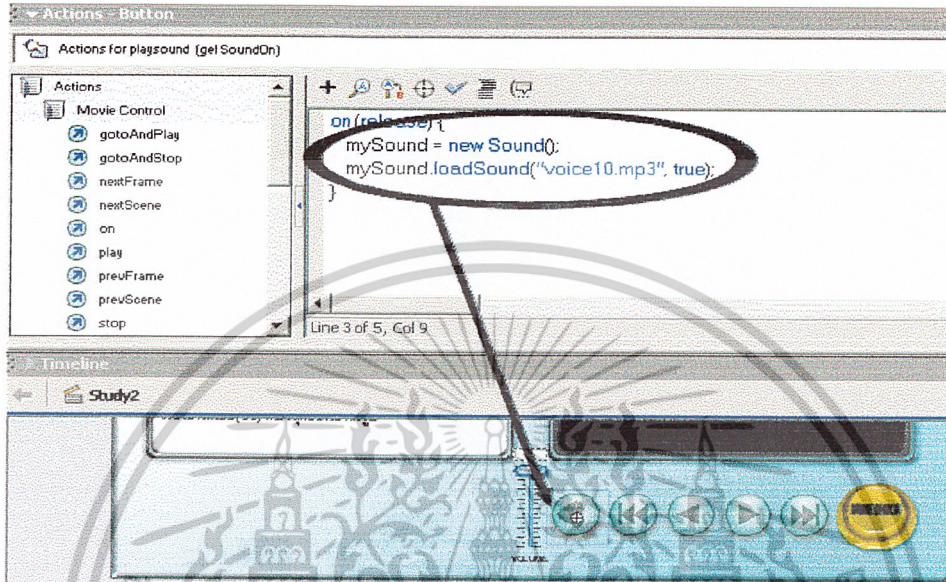 Actions - Button
Actions for playsound (gel SoundOn)
Actions
Movie Control
gotoAndPlay
gotoAndStop
nextFrame
nextScene
on
play
prevFrame
prevScene
stop
on (release) {
mySound = new Sound();
mySound.loadSound("voice10.mp3", true);
}
Line 3 of 5, Col 9
Timeline
Study2
VOLUME